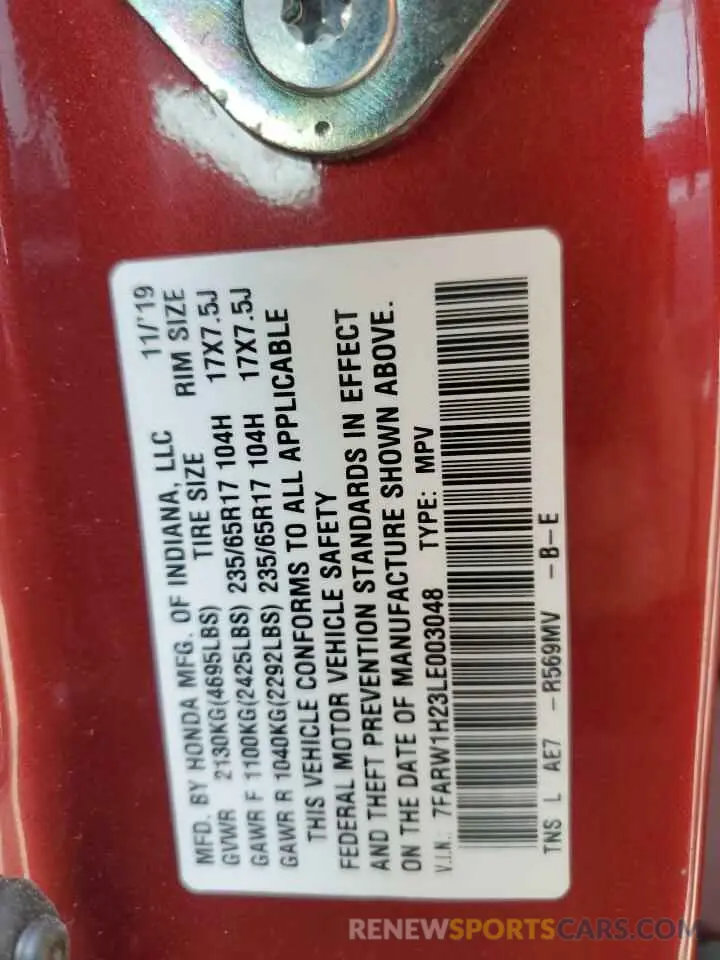 MFD. BY HONDA MFG. OF INDIANA, LLC 11/'19
GVWR 2130KG(4695LBS) TIRE SIZE RIM SIZE
GAWR F 1100KG(2425LBS) 235/65R17 104H 17X7.5J
GAWR R 1040KG(2292LBS) 235/65R17 104H 17X7.5J
THIS VEHICLE CONFORMS TO ALL APPLICABLE
FEDERAL MOTOR VEHICLE SAFETY
AND THEFT PREVENTION STANDARDS IN EFFECT
ON THE DATE OF MANUFACTURE SHOWN ABOVE.
V.I.N.: 7FARW1H23LE003048 TYPE: MPV
TNS L AE7 -R569MV -B-E
RENEWSPORTSCARS.COM